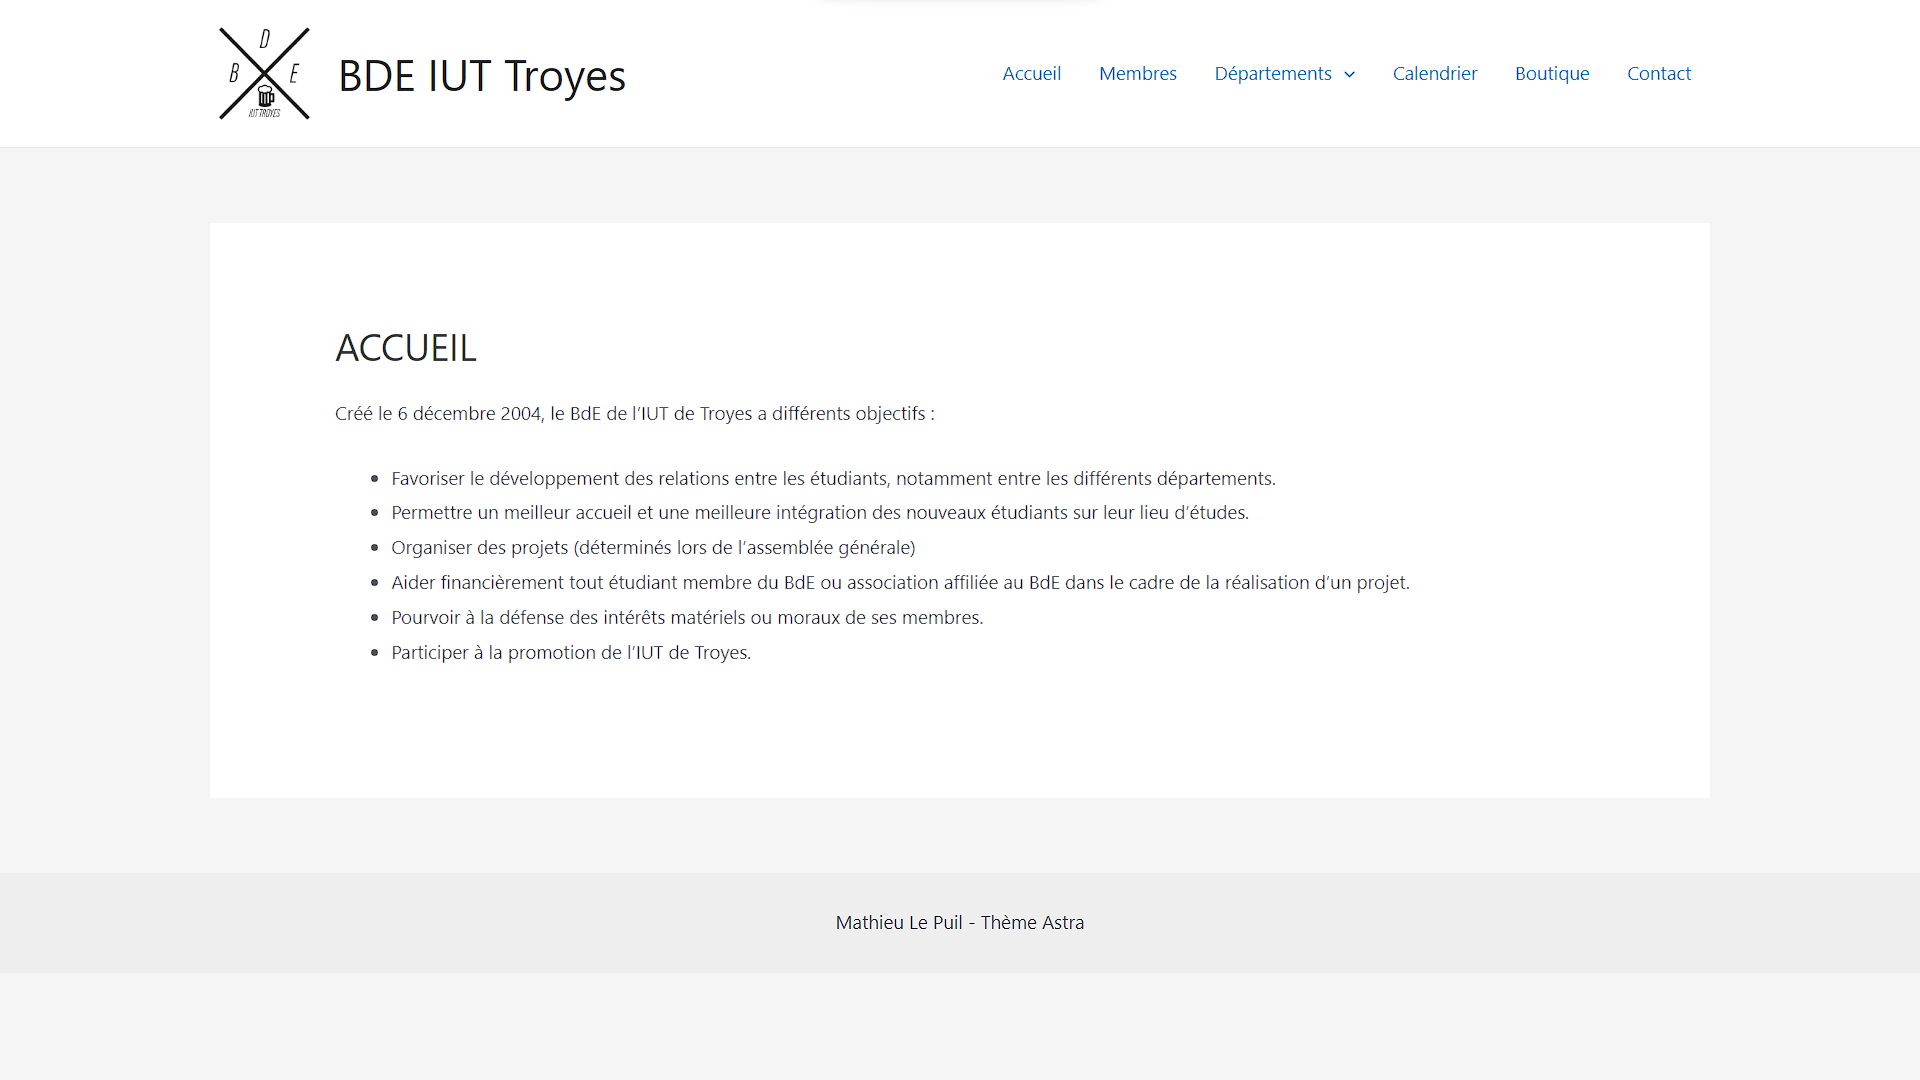 D
B E
IUT TROYES
BDE IUT Troyes
Accueil Membres Départements Calendrier Boutique Contact
ACCUEIL
Créé le 6 décembre 2004, le BdE de l’IUT de Troyes a différents objectifs :
Favoriser le développement des relations entre les étudiants, notamment entre les différents départements.
Permettre un meilleur accueil et une meilleure intégration des nouveaux étudiants sur leur lieu d’études.
Organiser des projets (déterminés lors de l’assemblée générale)
Aider financièrement tout étudiant membre du BdE ou association affiliée au BdE dans le cadre de la réalisation d’un projet.
Pourvoir à la défense des intérêts matériels ou moraux de ses membres.
Participer à la promotion de l’IUT de Troyes.
Mathieu Le Puil - Thème Astra